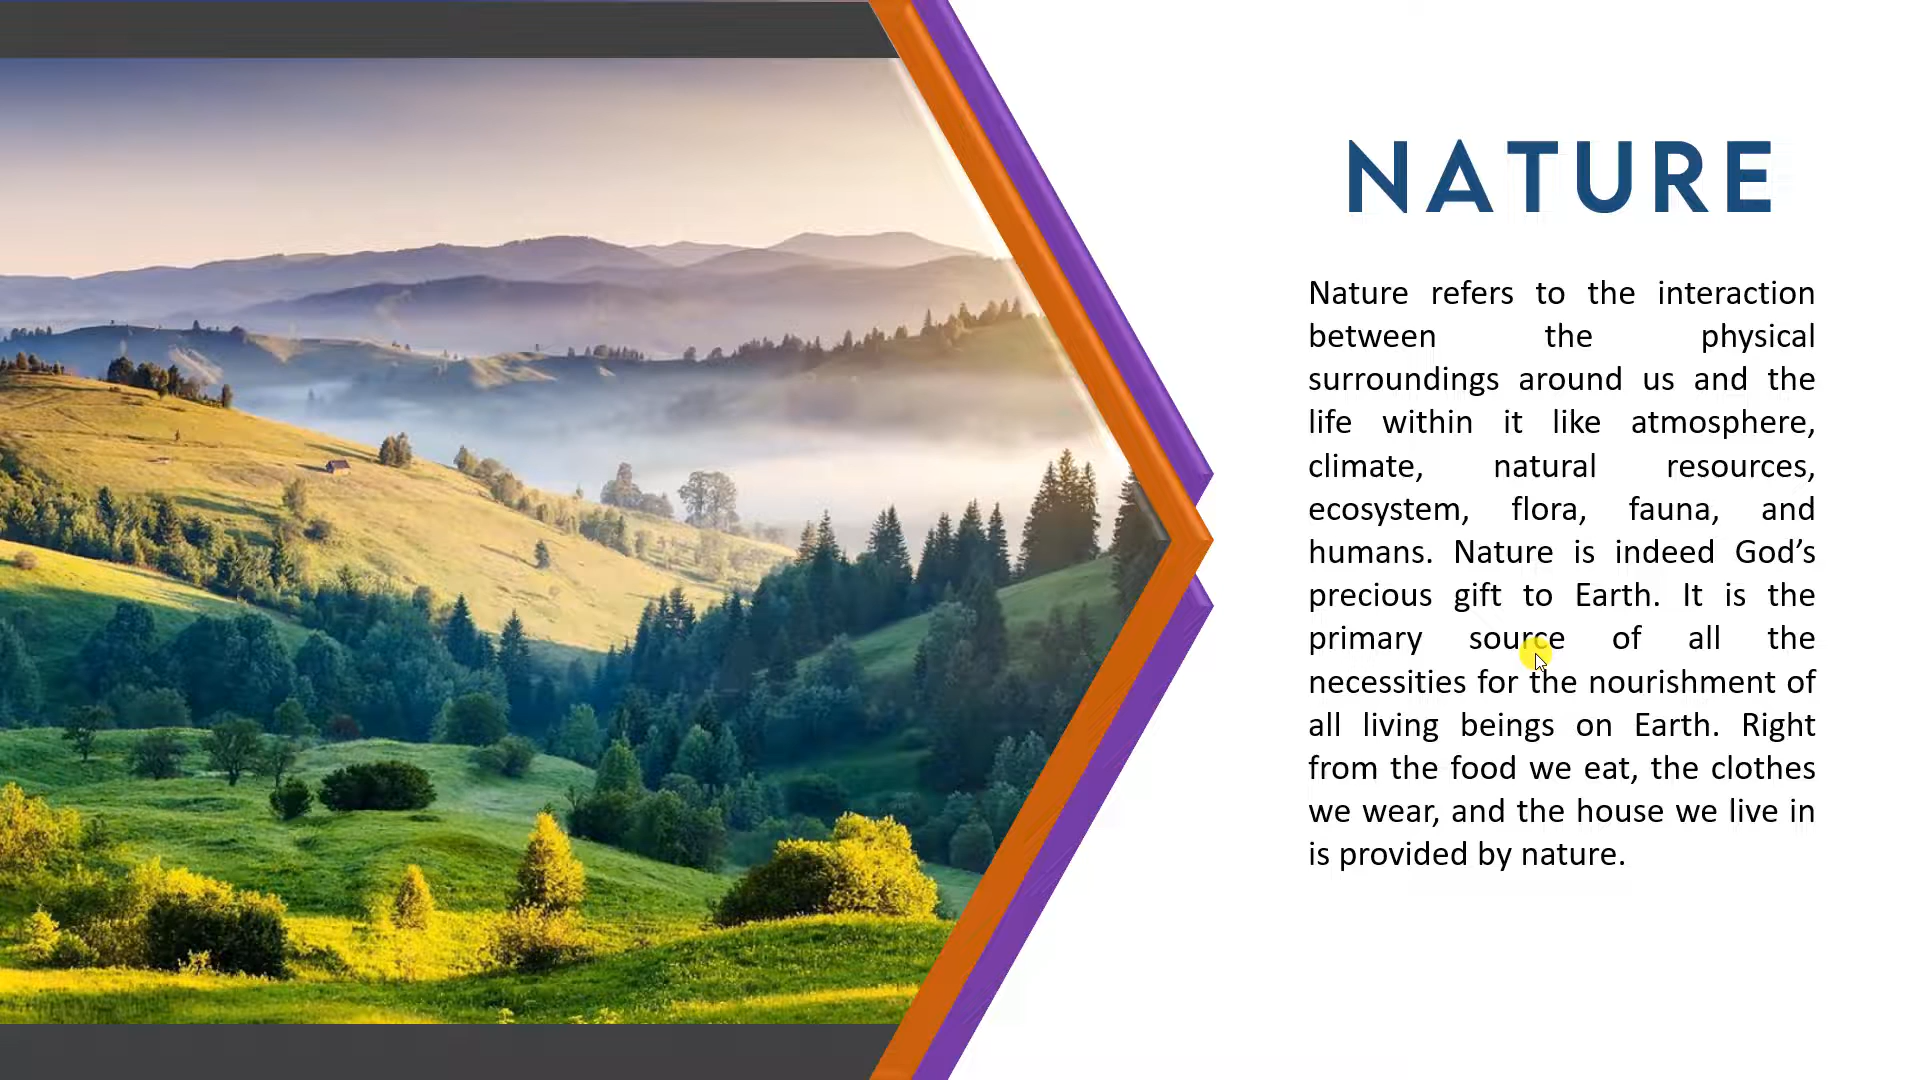 NATURE
Nature refers to the interaction
between the physical
surroundings around us and the
life within it like atmosphere,
climate, natural resources,
ecosystem, flora, fauna, and
humans. Nature is indeed God’s
precious gift to Earth. It is the
primary source of all the
necessities for the nourishment of
all living beings on Earth. Right
from the food we eat, the clothes
we wear, and the house we live in
is provided by nature.